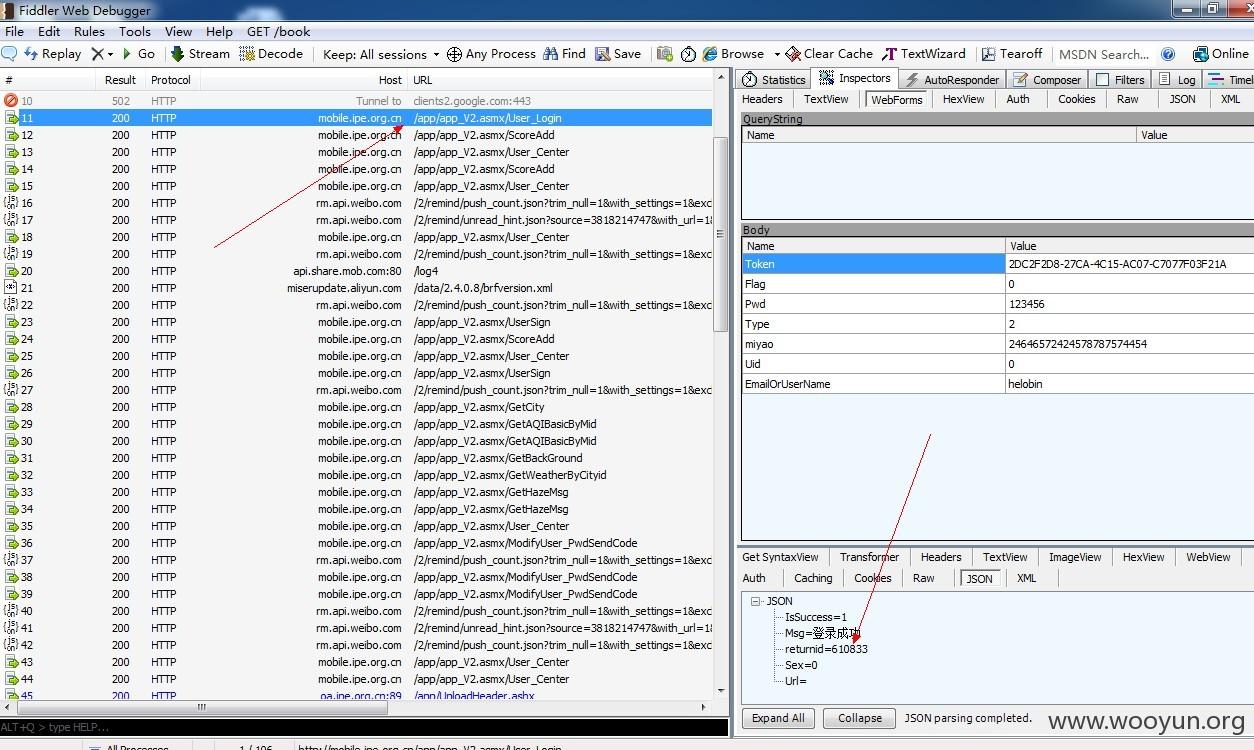 Fiddler Web Debugger
File Edit Rules Tools View Help GET /book
Replay X Go Stream Decode Keep: All sessions Any Process Find Save Browse Clear Cache TextWizard Tearoff MSDN Search... Online
# Result Protocol Host URL
10 502 HTTP Tunnel to clients2.google.com:443
11 200 HTTP mobile.ipe.org.cn /app/app_V2.asmx/User_Login
12 200 HTTP mobile.ipe.org.cn /app/app_V2.asmx/ScoreAdd
13 200 HTTP mobile.ipe.org.cn /app/app_V2.asmx/User_Center
14 200 HTTP mobile.ipe.org.cn /app/app_V2.asmx/ScoreAdd
15 200 HTTP mobile.ipe.org.cn /app/app_V2.asmx/User_Center
16 200 HTTP rm.api.weibo.com /2/remind/push_count.json?trim_null=1&with_settings=1&exc
17 200 HTTP rm.api.weibo.com /2/remind/unread_hint.json?source=3818214747&with_url=1&
18 200 HTTP mobile.ipe.org.cn /app/app_V2.asmx/User_Center
19 200 HTTP rm.api.weibo.com /2/remind/push_count.json?trim_null=1&with_settings=1&exc
20 200 HTTP api.share.mob.com:80 /log4
21 200 HTTP miserupdate.aliyun.com /data/2.4.0.8/brfversion.xml
22 200 HTTP rm.api.weibo.com /2/remind/push_count.json?trim_null=1&with_settings=1&exc
23 200 HTTP mobile.ipe.org.cn /app/app_V2.asmx/UserSign
24 200 HTTP mobile.ipe.org.cn /app/app_V2.asmx/ScoreAdd
25 200 HTTP mobile.ipe.org.cn /app/app_V2.asmx/User_Center
26 200 HTTP mobile.ipe.org.cn /app/app_V2.asmx/UserSign
27 200 HTTP rm.api.weibo.com /2/remind/push_count.json?trim_null=1&with_settings=1&exc
28 200 HTTP mobile.ipe.org.cn /app/app_V2.asmx/GetCity
29 200 HTTP mobile.ipe.org.cn /app/app_V2.asmx/GetAQIBasicByMid
30 200 HTTP mobile.ipe.org.cn /app/app_V2.asmx/GetAQIBasicByMid
31 200 HTTP mobile.ipe.org.cn /app/app_V2.asmx/GetBackGround
32 200 HTTP mobile.ipe.org.cn /app/app_V2.asmx/GetWeatherByCityid
33 200 HTTP mobile.ipe.org.cn /app/app_V2.asmx/GetHazeMsg
34 200 HTTP mobile.ipe.org.cn /app/app_V2.asmx/GetHazeMsg
35 200 HTTP mobile.ipe.org.cn /app/app_V2.asmx/User_Center
36 200 HTTP mobile.ipe.org.cn /app/app_V2.asmx/ModifyUser_PwdSendCode
37 200 HTTP rm.api.weibo.com /2/remind/push_count.json?trim_null=1&with_settings=1&exc
38 200 HTTP mobile.ipe.org.cn /app/app_V2.asmx/ModifyUser_PwdSendCode
39 200 HTTP mobile.ipe.org.cn /app/app_V2.asmx/ModifyUser_PwdSendCode
40 200 HTTP rm.api.weibo.com /2/remind/push_count.json?trim_null=1&with_settings=1&exc
41 200 HTTP rm.api.weibo.com /2/remind/unread_hint.json?source=3818214747&with_url=1&
42 200 HTTP rm.api.weibo.com /2/remind/push_count.json?trim_null=1&with_settings=1&exc
43 200 HTTP mobile.ipe.org.cn /app/app_V2.asmx/User_Center
44 200 HTTP mobile.ipe.org.cn /app/app_V2.asmx/User_Center
45 200 HTTP oa.ipe.org.cn:89 /app/UploadHeader.ashx
ALT+Q > type HELP...
All Processes 1 / 106 http://mobile.ipe.org.cn/app/app_V2.asmx/User_Login
Statistics Inspectors AutoResponder Composer Filters Log Timel
Headers TextView WebForms HexView Auth Cookies Raw JSON XML
QueryString
Name Value
Body
Name Value
Token 2DC2F2D8-27CA-4C15-AC07-C7077F03F21A
Flag 0
Pwd 123456
Type 2
miyao 24646572424578787574454
Uid 0
EmailOrUserName helobin
Get SyntaxView Transformer Headers TextView ImageView HexView WebView
Auth Caching Cookies Raw JSON XML
JSON
IsSuccess=1
Msg=登录成功
returnid=610833
Sex=0
Url=
Expand All Collapse JSON parsing completed.
www.wooyun.org